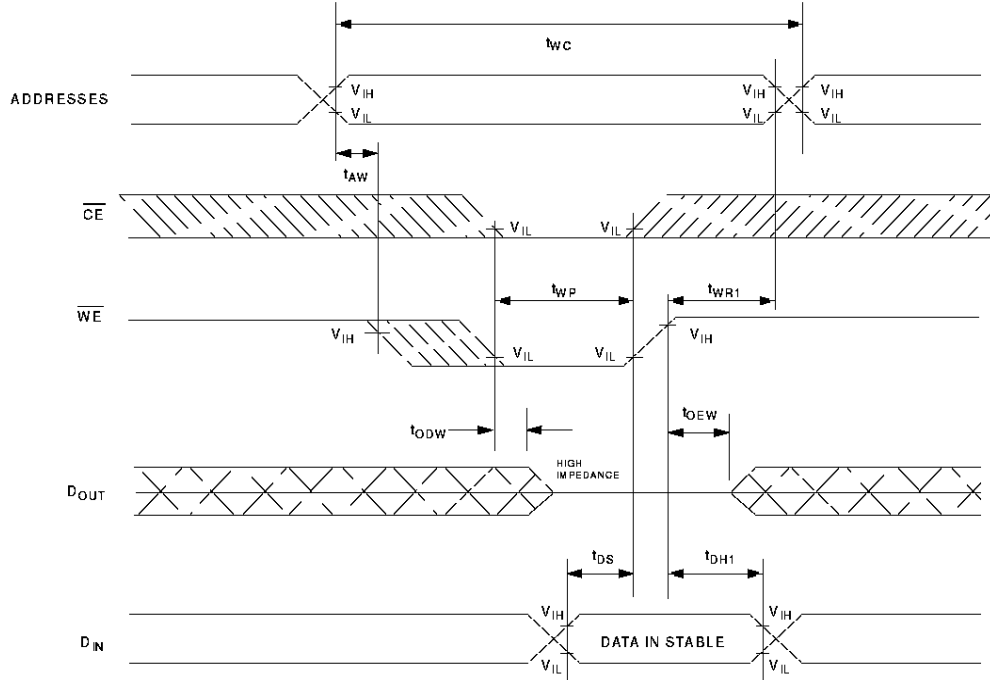 tWC
ADDRESSES
VIH VIH VIH
VIL VIL VIL
tAW
CE VIL VIL
tWP tWR1
WE
VIH VIH
VIL VIL
tODW tOEW
HIGH
IMPEDANCE
DOUT
tDS tDH1
VIH VIH
DIN DATA IN STABLE
VIL VIL